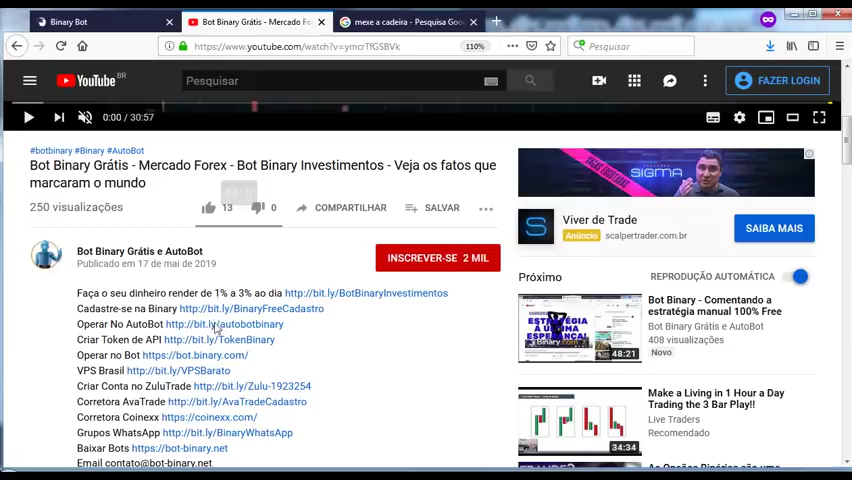 Binary Bot
Bot Binary Grátis - Mercado Fo
mexe a cadeira - Pesquisa Goo
https://www.youtube.com/watch?v=ymcrTfGSBVk
110%
Pesquisar
YouTube BR
Pesquisar
FAZER LOGIN
0:00 / 30:57
#botbinary #Binary #AutoBot
Bot Binary Grátis - Mercado Forex - Bot Binary Investimentos - Veja os fatos que
marcaram o mundo
250 visualizações
13
0
COMPARTILHAR
SALVAR
Bot Binary Grátis e AutoBot
Publicado em 17 de mai de 2019
INSCREVER-SE 2 MIL
Faça o seu dinheiro render de 1% a 3% ao dia http://bit.ly/BotBinaryInvestimentos
Cadastre-se na Binary http://bit.ly/BinaryFreeCadastro
Operar No AutoBot http://bit.ly/autobotbinary
Criar Token de API http://bit.ly/TokenBinary
Operar no Bot https://bot.binary.com/
VPS Brasil http://bit.ly/VPSBarato
Criar Conta no ZuluTrade http://bit.ly/Zulu-1923254
Corretora AvaTrade http://bit.ly/AvaTradeCadastro
Corretora Coinexx https://coinexx.com/
Grupos WhatsApp http://bit.ly/BinaryWhatsApp
Baixar Bots https://bot-binary.net
Email contato@bot-binary.net
SIGMA
Viver de Trade
Anúncio scalpertrader.com.br
SAIBA MAIS
Próximo
REPRODUÇÃO AUTOMÁTICA
ESTRATÉGIA
A ÚLTIMA
ESPERANÇA!
48:21
Bot Binary - Comentando a
estratégia manual 100% Free
Bot Binary Grátis e AutoBot
408 visualizações
Novo
34:34
Make a Living in 1 Hour a Day
Trading the 3 Bar Play!!
Live Traders
Recomendado
As Opções Binárias são uma